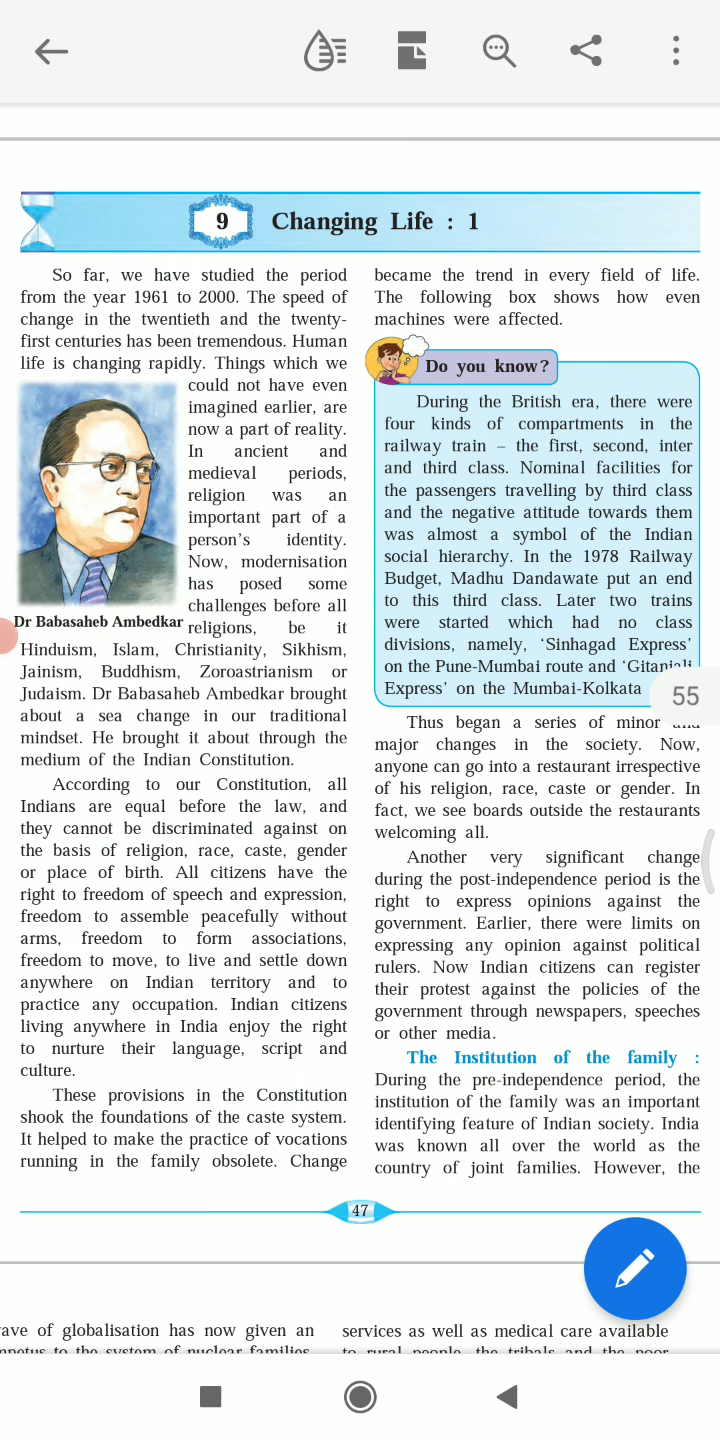 9 Changing Life : 1
So far, we have studied the period
from the year 1961 to 2000. The speed of
change in the twentieth and the twenty-
first centuries has been tremendous. Human
life is changing rapidly. Things which we
could not have even
imagined earlier, are
now a part of reality.
In ancient and
medieval periods,
religion was an
important part of a
person's identity.
Now, modernisation
has posed some
challenges before all
Dr Babasaheb Ambedkar
religions, be it
Hinduism, Islam, Christianity, Sikhism,
Jainism, Buddhism, Zoroastrianism or
Judaism. Dr Babasaheb Ambedkar brought
about a sea change in our traditional
mindset. He brought it about through the
medium of the Indian Constitution.
According to our Constitution, all
Indians are equal before the law, and
they cannot be discriminated against on
the basis of religion, race, caste, gender
or place of birth. All citizens have the
right to freedom of speech and expression,
freedom to assemble peacefully without
arms, freedom to form associations,
freedom to move, to live and settle down
anywhere on Indian territory and to
practice any occupation. Indian citizens
living anywhere in India enjoy the right
to nurture their language, script and
culture.
These provisions in the Constitution
shook the foundations of the caste system.
It helped to make the practice of vocations
running in the family obsolete. Change
became the trend in every field of life.
The following box shows how even
machines were affected.
Do you know?
During the British era, there were
four kinds of compartments in the
railway train – the first, second, inter
and third class. Nominal facilities for
the passengers travelling by third class
and the negative attitude towards them
was almost a symbol of the Indian
social hierarchy. In the 1978 Railway
Budget, Madhu Dandawate put an end
to this third class. Later two trains
were started which had no class
divisions, namely, 'Sinhagad Express'
on the Pune-Mumbai route and 'Gitanjali
Express' on the Mumbai-Kolkata
55
Thus began a series of minor and
major changes in the society. Now,
anyone can go into a restaurant irrespective
of his religion, race, caste or gender. In
fact, we see boards outside the restaurants
welcoming all.
Another very significant change
during the post-independence period is the
right to express opinions against the
government. Earlier, there were limits on
expressing any opinion against political
rulers. Now Indian citizens can register
their protest against the policies of the
government through newspapers, speeches
or other media.
The Institution of the family :
During the pre-independence period, the
institution of the family was an important
identifying feature of Indian society. India
was known all over the world as the
country of joint families. However, the
47
of globalisation has now given an
to the system of nuclear families.
services as well as medical care available
to rural people, the tribals and the poor